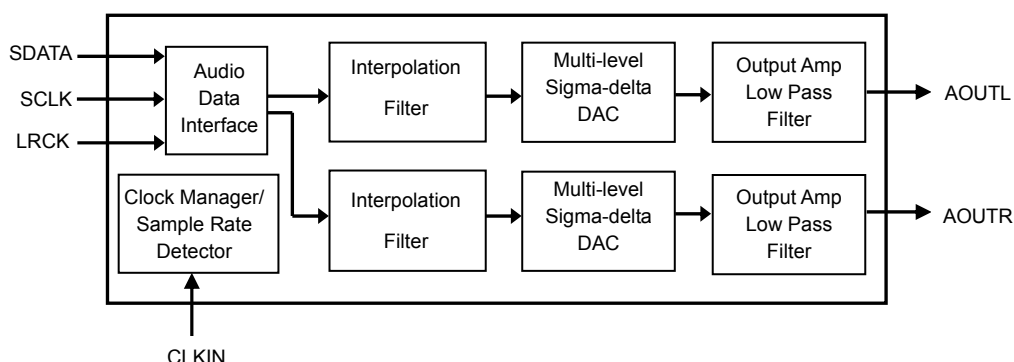 SDATA
SCLK
LRCK
Audio
Data
Interface
Interpolation
Filter
Multi-level
Sigma-delta
DAC
Output Amp
Low Pass
Filter
AOUTL
Clock Manager/
Sample Rate
Detector
Interpolation
Filter
Multi-level
Sigma-delta
DAC
Output Amp
Low Pass
Filter
AOUTR
CLKIN